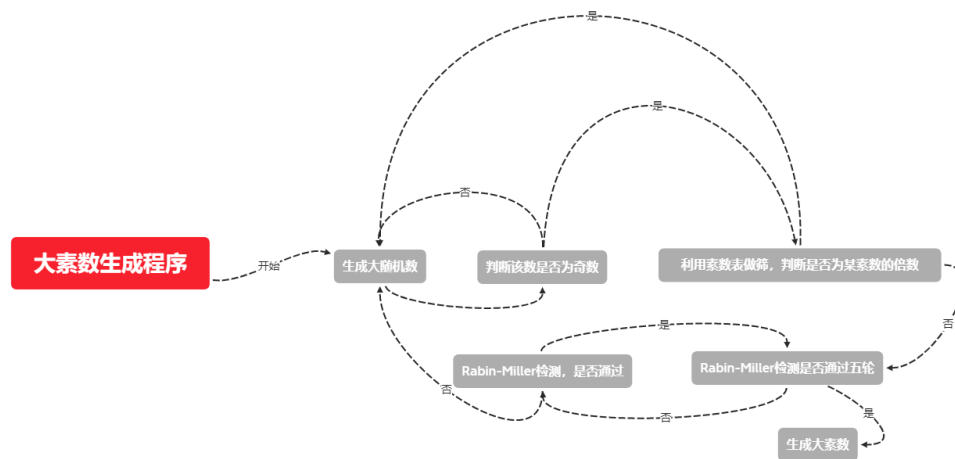 是
是
否
大素数生成程序
开始
生成大随机数
判断该数是否为奇数
利用素数表做筛，判断是否为某素数的倍数
否
是
Rabin-Miller检测，是否通过
Rabin-Miller检测是否通过五轮
否
否
是
生成大素数